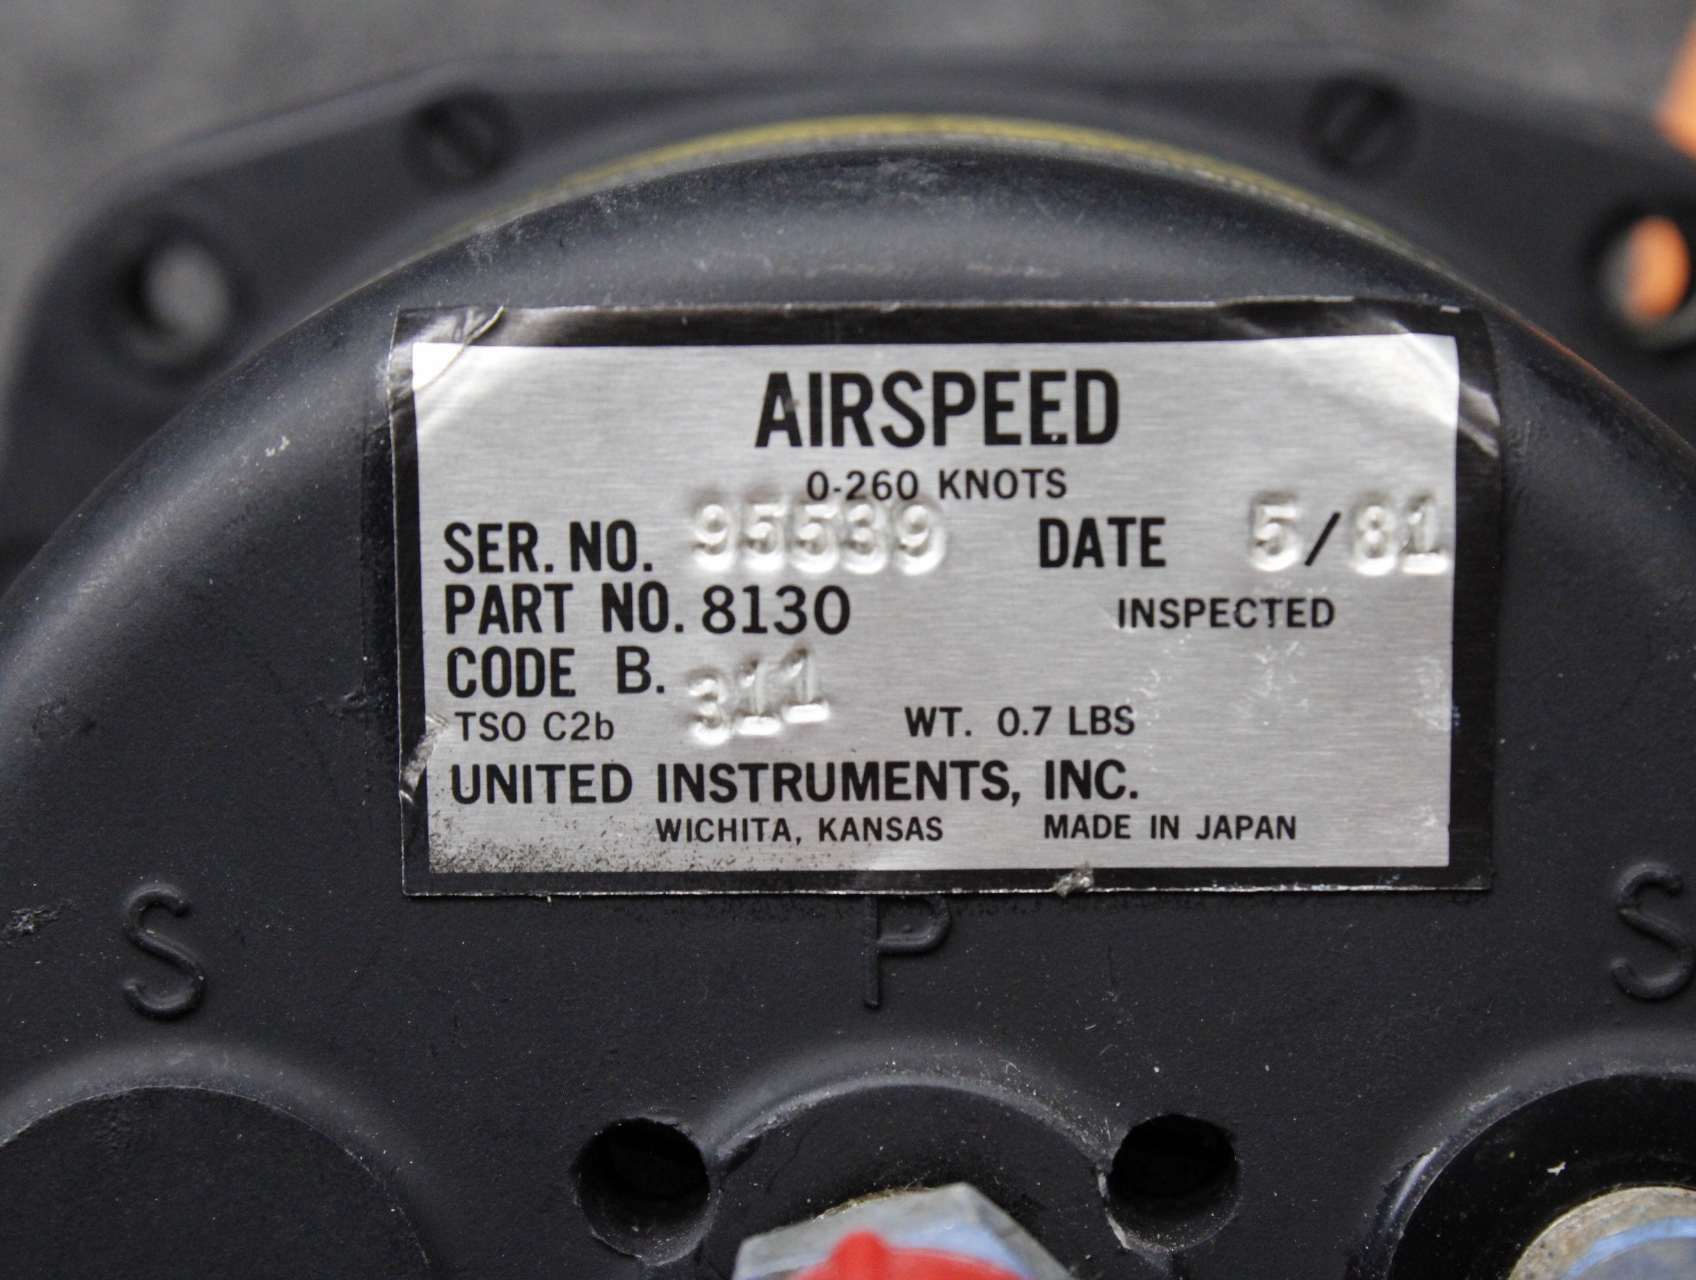 AIRSPEED
0-260 KNOTS
SER. NO. 95539 DATE 5/81
PART NO. 8130 INSPECTED
CODE B. 311
TSO C2b WT. 0.7 LBS
UNITED INSTRUMENTS, INC.
WICHITA, KANSAS MADE IN JAPAN
S P S